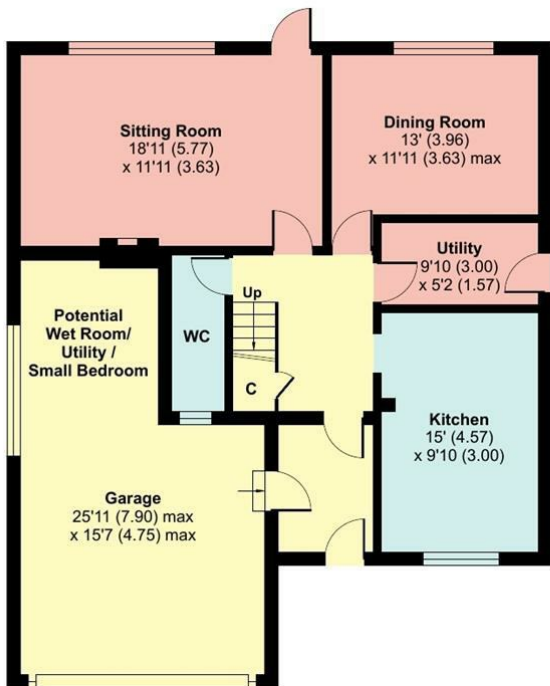 Sitting Room
18'11 (5.77)
x 11'11 (3.63)
Dining Room
13' (3.96)
x 11'11 (3.63) max
Utility
9'10 (3.00)
x 5'2 (1.57)
Up
WC
C
Potential
Wet Room/
Utility /
Small Bedroom
Kitchen
15' (4.57)
x 9'10 (3.00)
Garage
25'11 (7.90) max
x 15'7 (4.75) max